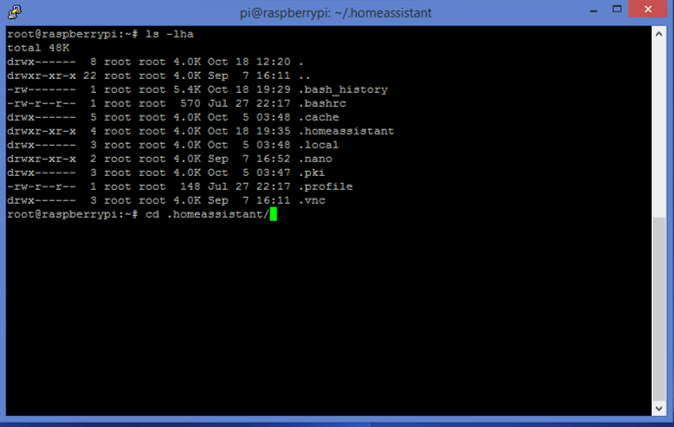 pi@raspberrypi: ~/.homeassistant
root@raspberrypi:~# ls -lha
total 48K
drwx------  8 root root 4.0K Oct 18 12:20 .
drwxr-xr-x 22 root root 4.0K Sep  7 16:11 ..
-rw-------  1 root root 5.4K Oct 18 19:29 .bash_history
-rw-r--r--  1 root root  570 Jul 27 22:17 .bashrc
drwx------  5 root root 4.0K Oct  5 03:48 .cache
drwxr-xr-x  4 root root 4.0K Oct 18 19:35 .homeassistant
drwx------  3 root root 4.0K Oct  5 03:48 .local
drwxr-xr-x  2 root root 4.0K Sep  7 16:52 .nano
drwx------  3 root root 4.0K Oct  5 03:47 .pki
-rw-r--r--  1 root root  148 Jul 27 22:17 .profile
drwx------  3 root root 4.0K Sep  7 16:11 .vnc
root@raspberrypi:~# cd .homeassistant/